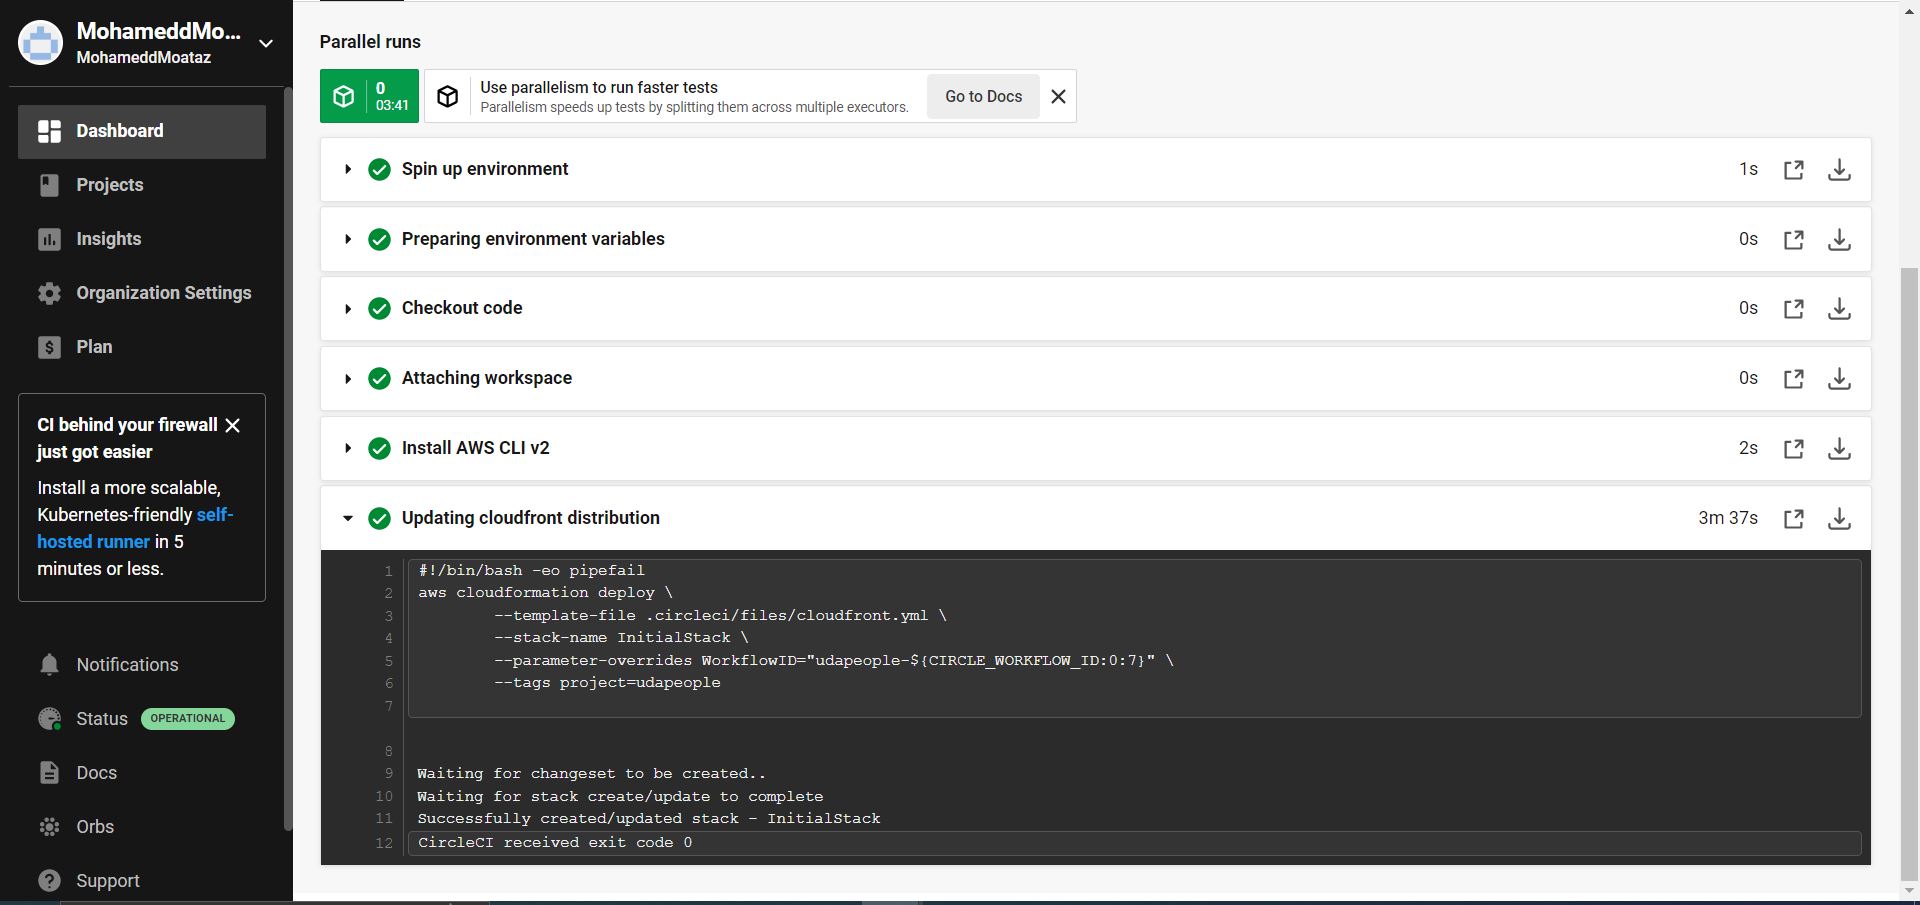 MohameddMo...
MohameddMoataz
Dashboard
Projects
Insights
Organization Settings
Plan
CI behind your firewall
just got easier
Install a more scalable,
Kubernetes-friendly self-
hosted runner in 5
minutes or less.
Notifications
Status OPERATIONAL
Docs
Orbs
Support
Parallel runs
0
03:41
Use parallelism to run faster tests
Parallelism speeds up tests by splitting them across multiple executors.
Go to Docs
Spin up environment 1s
Preparing environment variables 0s
Checkout code 0s
Attaching workspace 0s
Install AWS CLI v2 2s
Updating cloudfront distribution 3m 37s
1 #!/bin/bash -eo pipefail
2 aws cloudformation deploy \
3 --template-file .circleci/files/cloudfront.yml \
4 --stack-name InitialStack \
5 --parameter-overrides WorkflowID="udapeople-${CIRCLE_WORKFLOW_ID:0:7}" \
6 --tags project=udapeople
7
8
9 Waiting for changeset to be created..
10 Waiting for stack create/update to complete
11 Successfully created/updated stack - InitialStack
12 CircleCI received exit code 0